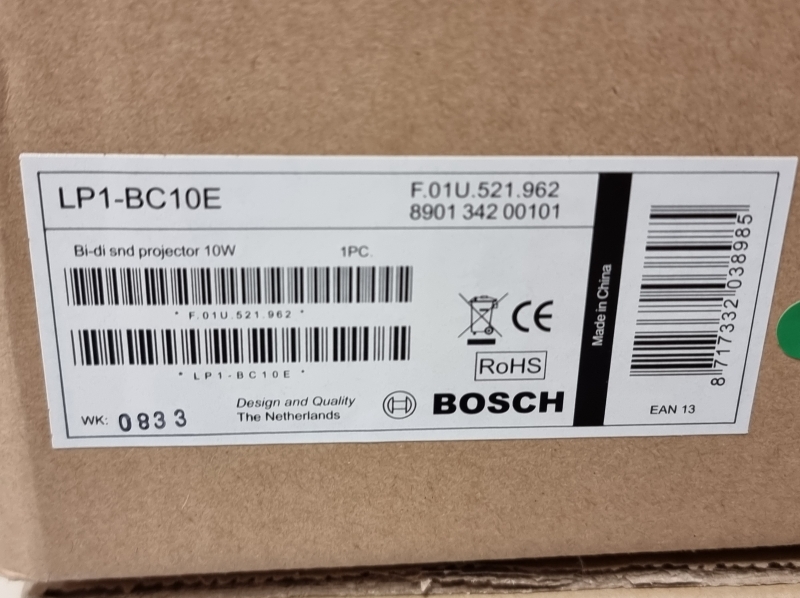 LP1-BC10E
F.01U.521.962
8901 342 00101
Bi-di snd projector 10W 1PC.
* F.01U.521.962 *
* LP1-BC10E *
WK: 0833
Design and Quality
The Netherlands
CE
RoHS
BOSCH
Made in China
8 717332 038985
EAN 13